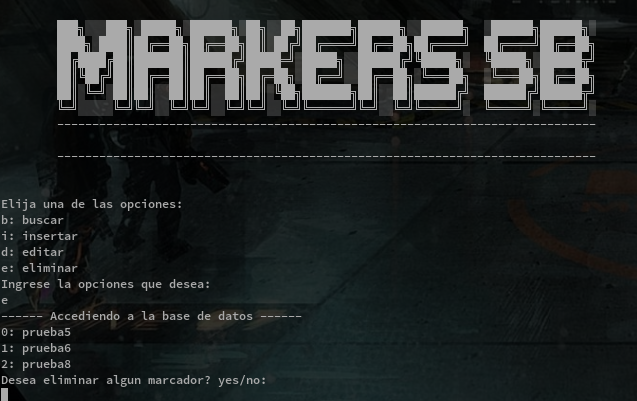 MARKERS SB
------------------------------------------------------------------------------
------------------------------------------------------------------------------
Elija una de las opciones:
b: buscar
i: insertar
d: editar
e: eliminar
Ingrese la opciones que desea:
e
------ Accediendo a la base de datos ------
0: prueba5
1: prueba6
2: prueba8
Desea eliminar algun marcador? yes/no: